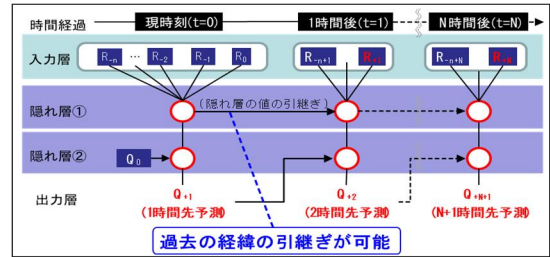 時間経過 現時刻(t=0) 1時間後(t=1) N時間後(t=N)
入力層 R-n … R-2 R-1 R0 R-n+1 R+1 R-n+N R+N
隠れ層① (隠れ層の値の引継ぎ)
隠れ層② Q0
出力層 Q+1 Q+2 Q+N+1
(1時間先予測) (2時間先予測) (N+1時間先予測)
過去の経緯の引継ぎが可能